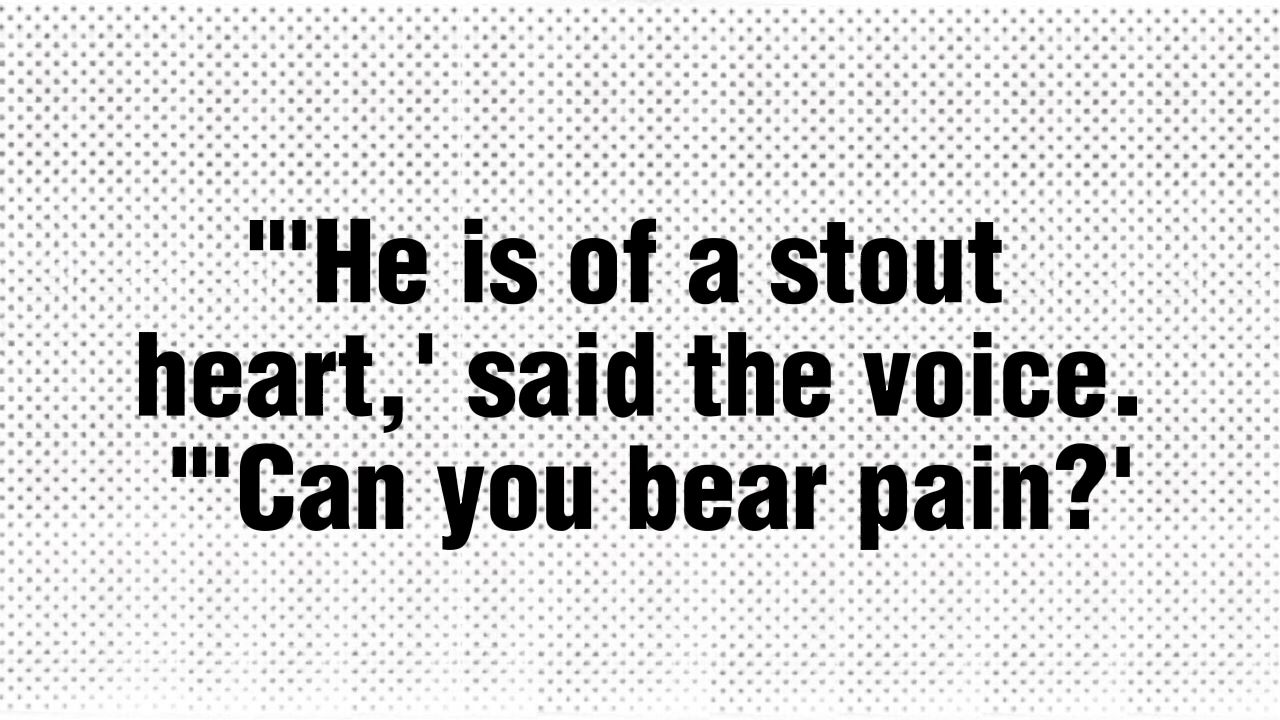 "'He is of a stout
heart,' said the voice.
"'Can you bear pain?'